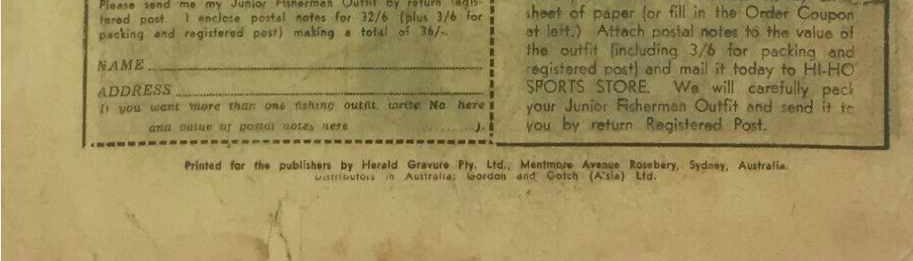 Please send me my Junior Fisherman Outfit by return regis-
tered post. I enclose postal notes for 32/6 (plus 3/6 for
packing and registered post) making a total of 36/-.
NAME
ADDRESS
If you want more than one fishing outfit, write No. here
and value of postal notes here ).
sheet of paper (or fill in the Order Coupon
at left.) Attach postal notes to the value of
the outfit (including 3/6 for packing and
registered post) and mail it today to HI-HO
SPORTS STORE. We will carefully pack
your Junior Fisherman Outfit and send it to
you by return Registered Post.
Printed for the publishers by Herald Gravure Pty. Ltd., Mentmore Avenue Rosebery, Sydney, Australia.
Distributors in Australia: Gordon and Gotch (A'sia) Ltd.